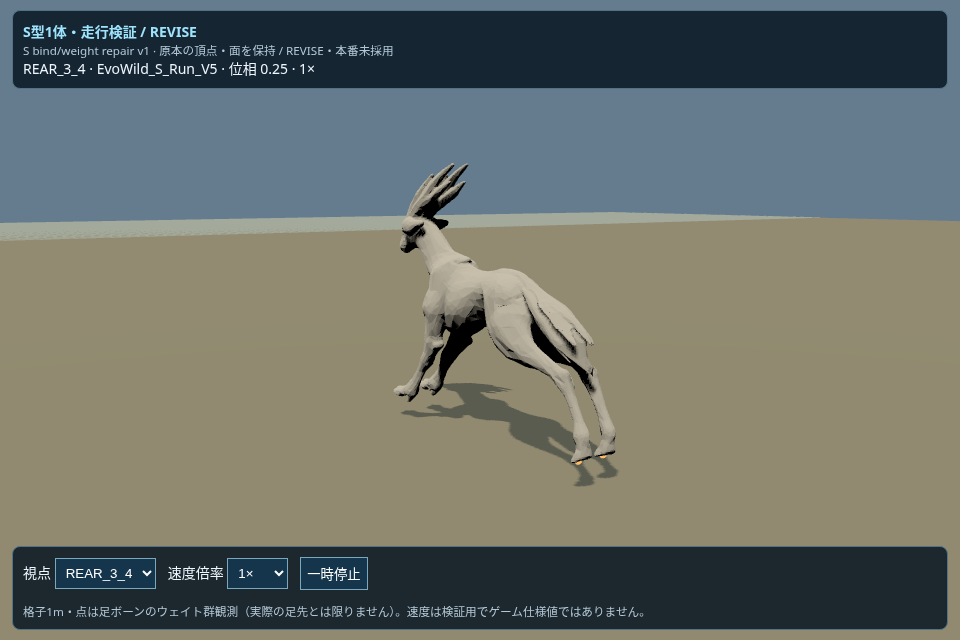 S型1体・走行検証 / REVISE
S bind/weight repair v1 · 原本の頂点・面を保持 / REVISE・本番未採用
REAR_3_4 · EvoWild_S_Run_V5 · 位相 0.25 · 1×
視点 REAR_3_4 速度倍率 1× 一時停止
格子1m・点は足ボーンのウェイト群観測（実際の足先とは限りません）。速度は検証用でゲーム仕様値ではありません。